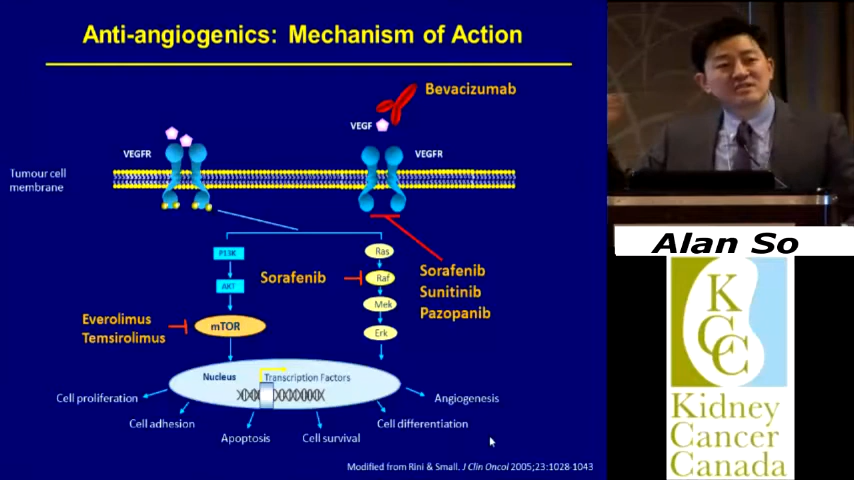 Anti-angiogenics: Mechanism of Action
Bevacizumab
VEGF
VEGFR
VEGFR
Tumour cell
membrane
PI3K
AKT
Ras
Raf
Mek
Erk
Sorafenib
Sorafenib
Sunitinib
Pazopanib
Everolimus
Temsirolimus
mTOR
Nucleus
Transcription Factors
Cell proliferation
Cell adhesion
Apoptosis
Cell survival
Cell differentiation
Angiogenesis
Modified from Rini & Small. J Clin Oncol 2005;23:1028-1043
Alan So
KCC
Kidney
Cancer
Canada